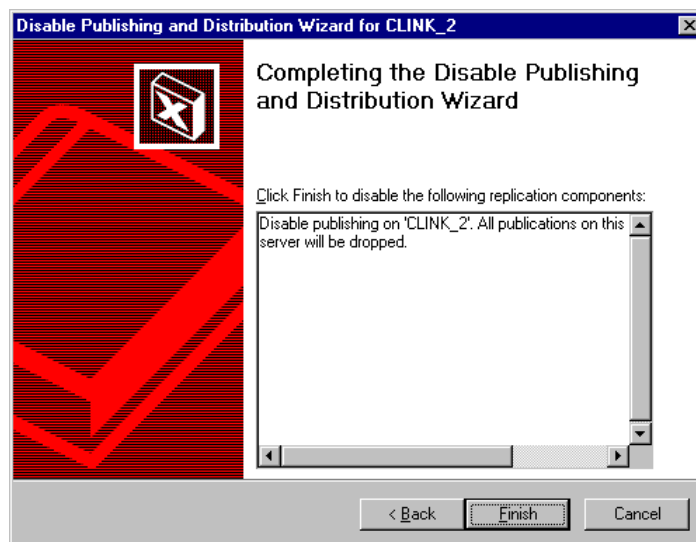 Disable Publishing and Distribution Wizard for CLINK_2
Completing the Disable Publishing
and Distribution Wizard
Click Finish to disable the following replication components:
Disable publishing on 'CLINK_2'. All publications on this
server will be dropped.
< Back
Finish
Cancel